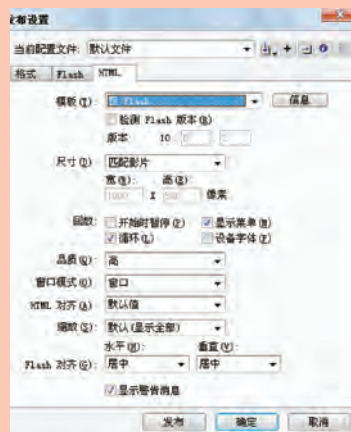 发布设置
当前配置文件: 默认文件
格式 Flash HTML
模板(T): 仅 Flash 信息
检测 Flash 版本(R)
版本 10
尺寸(D) 匹配影片
宽(W): 高(E):
X 像素
回放: 开始时暂停(P) 显示菜单(M)
循环(L) 设备字体(F)
品质(Q): 高
窗口模式(O): 窗口
HTML 对齐(A) 默认值
缩放(S): 默认(显示全部)
水平(H): 垂直(V):
Flash 对齐(G): 居中 居中
显示警告消息
发布 确定 取消